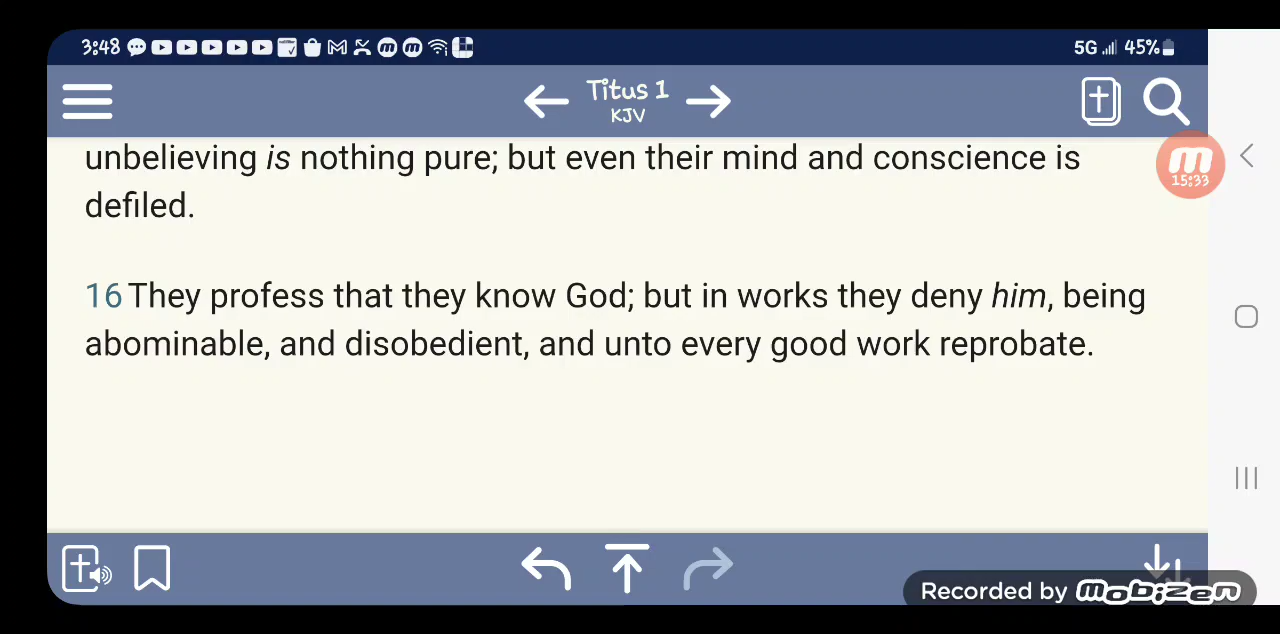 3:48
5G 45%
Titus 1
KJV
15:33
unbelieving is nothing pure; but even their mind and conscience is
defiled.
16 They profess that they know God; but in works they deny him, being
abominable, and disobedient, and unto every good work reprobate.
Recorded by Mobizen